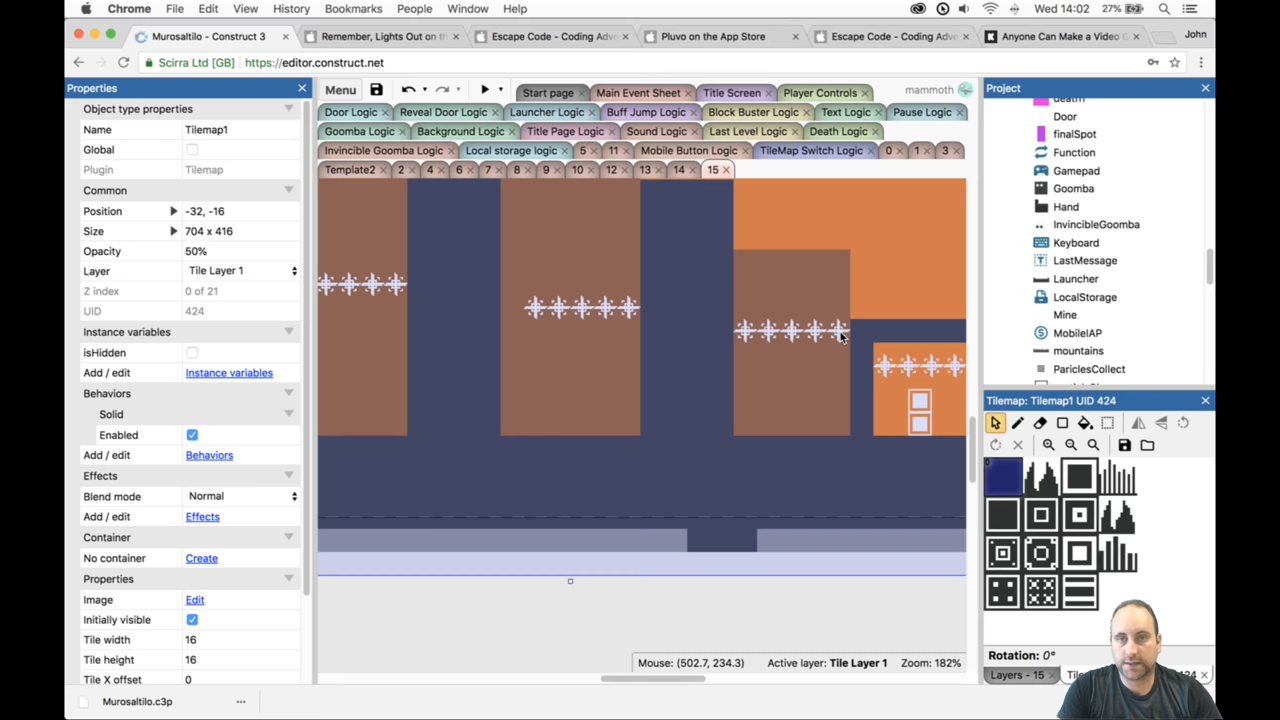 Chrome File Edit View History Bookmarks People Window Help Wed 14:02 27%
Murosaltilo - Construct 3 Remember, Lights Out on th Escape Code - Coding Adven Pluvo on the App Store Escape Code - Coding Adven Anyone Can Make a Video G John
Scirra Ltd [GB] https://editor.construct.net
Properties
Object type properties
Name Tilemap1
Global
Plugin Tilemap
Common
Position -32, -16
Size 704 x 416
Opacity 50%
Layer Tile Layer 1
Z index 0 of 21
UID 424
Instance variables
isHidden
Add / edit Instance variables
Behaviors
Solid
Enabled
Add / edit Behaviors
Effects
Blend mode Normal
Add / edit Effects
Container
No container Create
Properties
Image Edit
Initially visible
Tile width 16
Tile height 16
Tile X offset 0
Menu Start page Main Event Sheet Title Screen Player Controls mammoth
Door Logic Reveal Door Logic Launcher Logic Buff Jump Logic Block Buster Logic Text Logic Pause Logic
Goomba Logic Background Logic Title Page Logic Sound Logic Last Level Logic Death Logic
Invincible Goomba Logic Local storage logic 5 11 Mobile Button Logic TileMap Switch Logic 0 1 3
Template2 2 4 6 7 8 9 10 12 13 14 15
Mouse: (502.7, 234.3) Active layer: Tile Layer 1 Zoom: 182%
Project
Door
finalSpot
Function
Gamepad
Goomba
Hand
InvincibleGoomba
Keyboard
LastMessage
Launcher
LocalStorage
Mine
MobileIAP
mountains
PariclesCollect
Tilemap: Tilemap1 UID 424
Rotation: 0°
Layers - 15
Murosaltilo.c3p